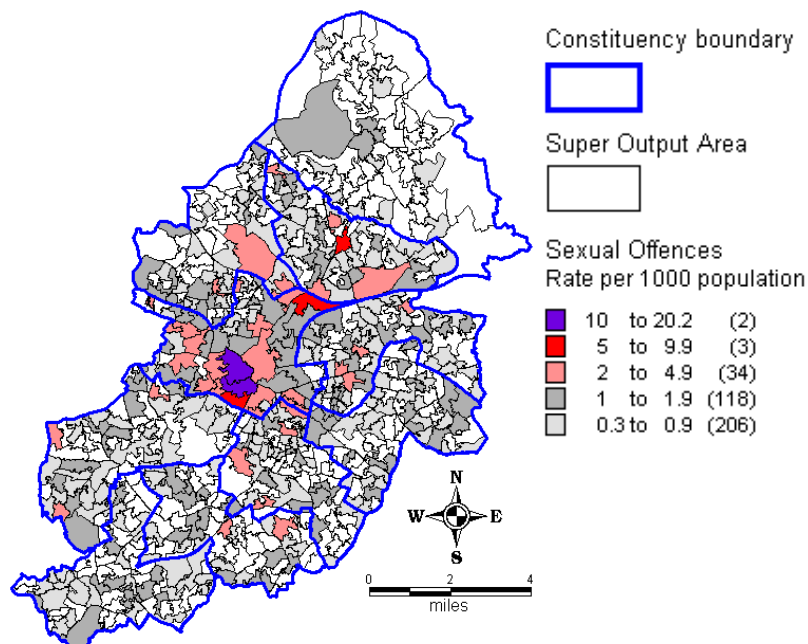 Constituency boundary
Super Output Area
Sexual Offences
Rate per 1000 population
10 to 20.2 (2)
5 to 9.9 (3)
2 to 4.9 (34)
1 to 1.9 (118)
0.3 to 0.9 (206)
N
W E
S
0 2 4
miles